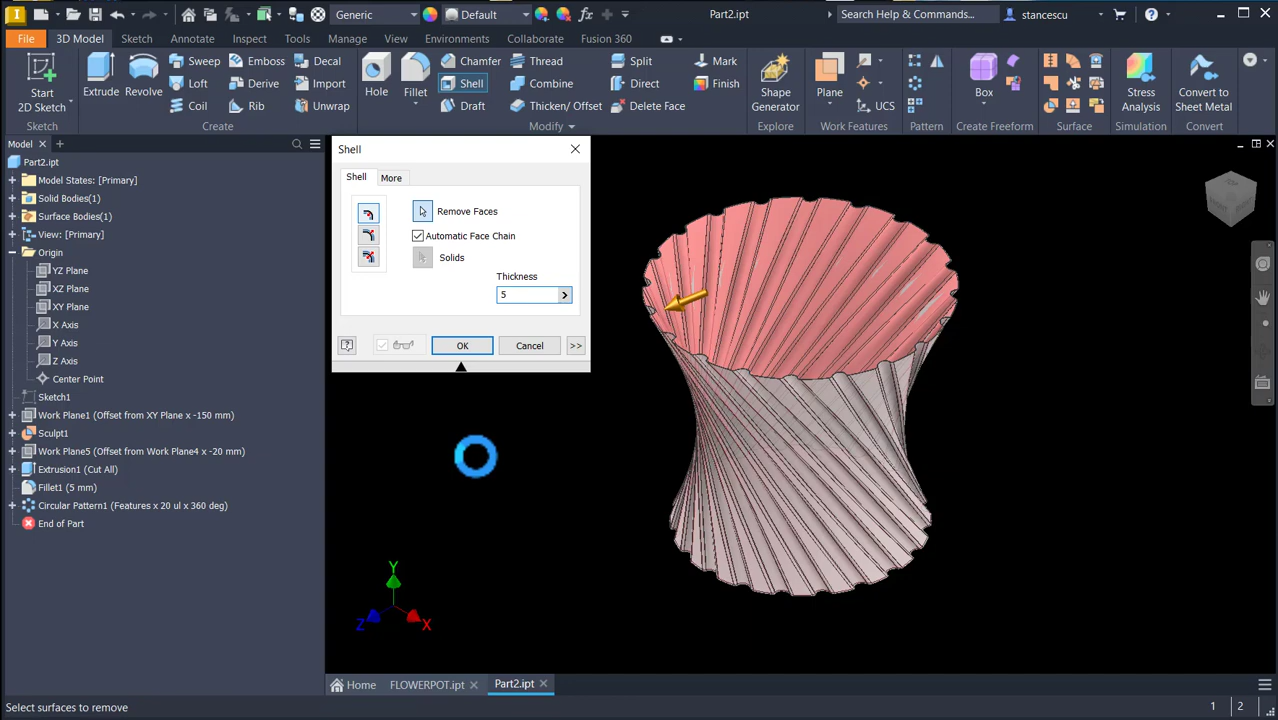 I PRO Generic Default fx Part2.ipt Search Help & Commands... stancescu
File 3D Model Sketch Annotate Inspect Tools Manage View Environments Collaborate Fusion 360
Start
2D Sketch
Sketch
Extrude
Revolve
Sweep Emboss Decal
Loft Derive Import
Coil Rib Unwrap
Create
Hole
Fillet
Chamfer Thread Split Mark
Shell Combine Direct Finish
Draft Thicken/ Offset Delete Face
Modify
Shape
Generator
Explore
Plane
UCS
Work Features
Pattern
Box
Create Freeform
Surface
Stress
Analysis
Simulation
Convert to
Sheet Metal
Convert
Model
Part2.ipt
Model States: [Primary]
Solid Bodies(1)
Surface Bodies(1)
View: [Primary]
Origin
YZ Plane
XZ Plane
XY Plane
X Axis
Y Axis
Z Axis
Center Point
Sketch1
Work Plane1 (Offset from XY Plane x -150 mm)
Sculpt1
Work Plane5 (Offset from Work Plane4 x -20 mm)
Extrusion1 (Cut All)
Fillet1 (5 mm)
Circular Pattern1 (Features x 20 ul x 360 deg)
End of Part
Shell
Shell More
Remove Faces
Automatic Face Chain
Solids
Thickness
5
OK Cancel >>
Y
Z
X
Home FLOWERPOT.ipt Part2.ipt
Select surfaces to remove 1 2